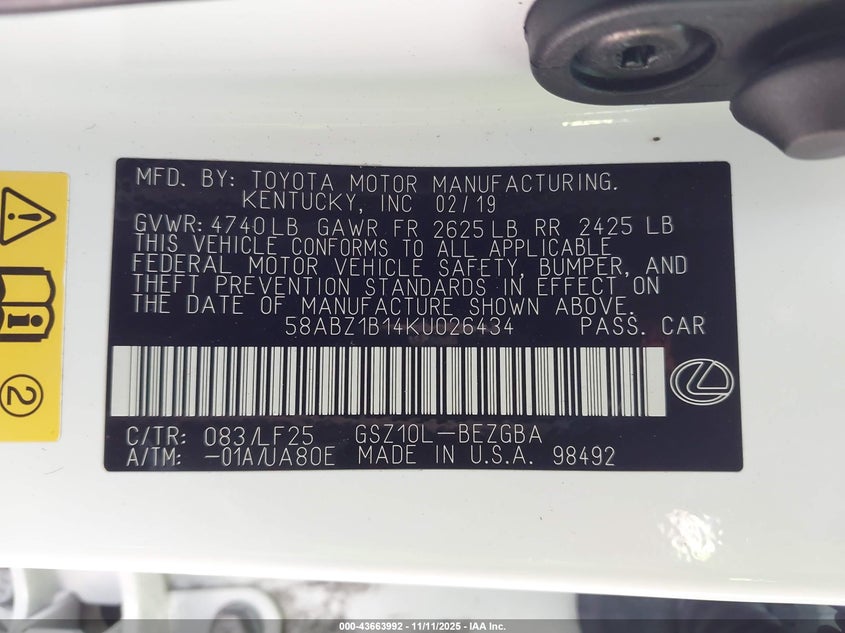 MFD. BY: TOYOTA MOTOR MANUFACTURING.
KENTUCKY, INC 02/19
GVWR: 4740LB GAWR FR 2625LB RR 2425 LB
THIS VEHICLE CONFORMS TO ALL APPLICABLE
FEDERAL MOTOR VEHICLE SAFETY, BUMPER, AND
THEFT PREVENTION STANDARDS IN EFFECT ON
THE DATE OF MANUFACTURE SHOWN ABOVE.
58ABZ1B14KU026434 PASS. CAR
C/TR: 083/LF25 GSZ10L-BEZGBA
A/TM: -01A/UA80E MADE IN U.S.A. 98492
2
000-43663992 - 11/11/2025 - IAA Inc.